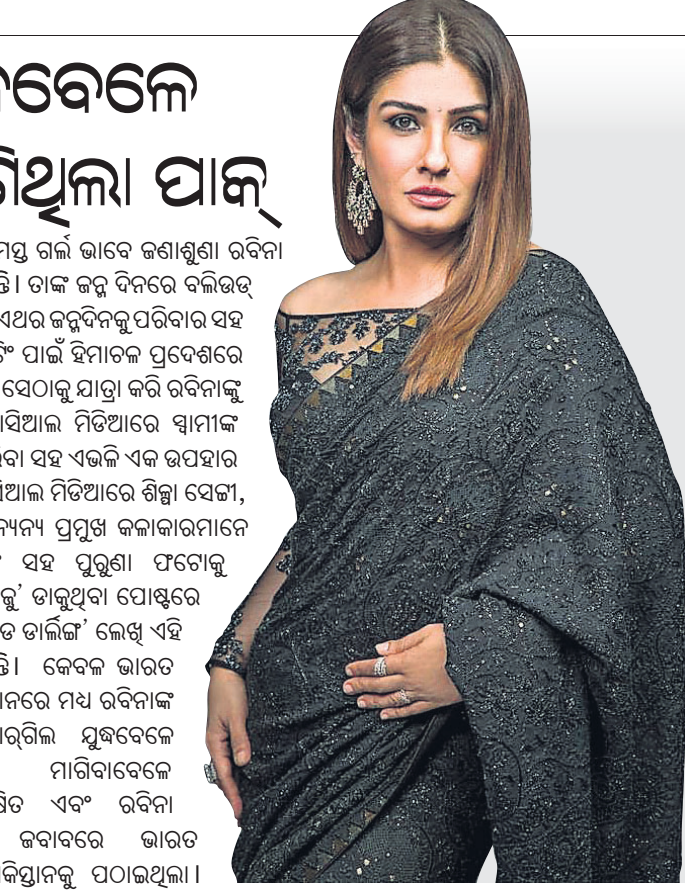 ବେଳେ
ଥିଲା ପାକ୍
ମସ୍ତ ଗର୍ଲ ଭାବେ ଜଣାଶୁଣା ରବିନା
ତାଙ୍କ ଜନ୍ମ ଦିନରେ ବଲିଉଡ୍
ଏଥର ଜନ୍ମଦିନକୁ ପରିବାର ସହ
ପାଇଁ ହିମାଚଳ ପ୍ରଦେଶରେ
ସେଠାକୁ ଯାତ୍ରା କରି ରବିନାଙ୍କୁ
ସିଆଲ ମିଡିଆରେ ସ୍ୱାମୀଙ୍କ
ବା ସହ ଏଭଳି ଏକ ଉପହାର
ସିଆଲ ମିଡିଆରେ ଶିଳ୍ପା ସେଟ୍ଟୀ,
ନ୍ୟନ୍ୟ ପ୍ରମୁଖ କଳାକାରମାନେ
ସହ ପୁରୁଣା ଫଟୋକୁ
ଜ୍କୁ’ ଡାକୁଥିବା ପୋଷ୍ଟରେ
ଡ ଡାର୍ଲିଙ୍ଗ’ ଲେଖି ଏହି
ନ୍ତି। କେବଳ ଭାରତ
ାନରେ ମଧ୍ୟ ରବିନାଙ୍କ
ାର୍‌ଗିଲ ଯୁଦ୍ଧବେଳେ
ମାଗିବାବେଳେ
ଷିତ ଏବଂ ରବିନା
ଜବାବରେ ଭାରତ
କିସ୍ତାନକୁ ପଠାଇଥିଲା।